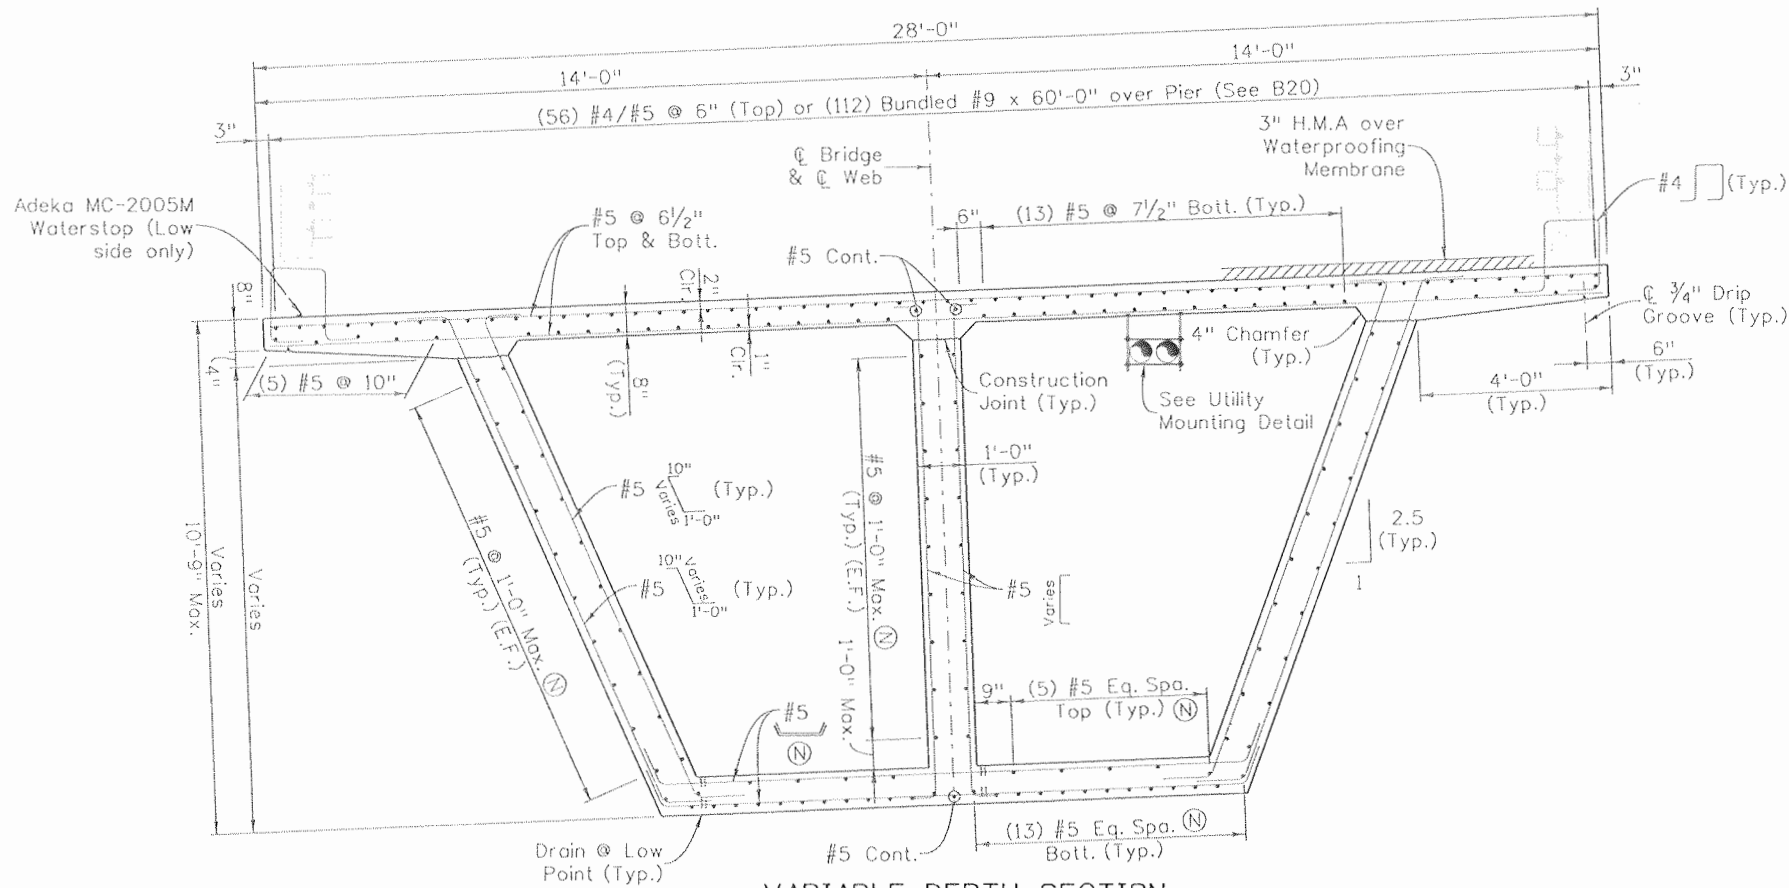 28'-0"
14'-0"
14'-0"
(56) #4/#5 @ 6" (Top) or (112) Bundled #9 x 60'-0" over Pier (See B20)
3"
3"
3" H.M.A over
Waterproofing
Membrane
℄ Bridge
& ℄ Web
#4 (Typ.)
Adeka MC-2005M
Waterstop (Low
side only)
#5 @ 6½"
Top & Bott.
6"
(13) #5 @ 7½" Bott. (Typ.)
#5 Cont.
2"
Clr.
1"
Clr.
8"
4"
8"
(Typ.)
(5) #5 @ 10"
℄ ¾" Drip
Groove (Typ.)
4" Chamfer
(Typ.)
6"
(Typ.)
4'-0"
(Typ.)
Construction
Joint (Typ.)
See Utility
Mounting Detail
1'-0"
(Typ.)
#5 10" Varies 1'-0" (Typ.)
#5 10" Varies 1'-0" (Typ.)
#5 @ 1'-0" Max. Ⓝ
(Typ.) (E.F.)
#5 @ 1'-0" Max. Ⓝ
(Typ.) (E.F.)
1'-0" Max.
2.5
(Typ.)
1
#5 Varies
Varies
10'-9" Max.
Varies
9"
(5) #5 Eq. Spa.
Top (Typ.) Ⓝ
#5
Ⓝ
(13) #5 Eq. Spa. Ⓝ
Bott. (Typ.)
Drain @ Low
Point (Typ.)
#5 Cont.
VARIABLE DEPTH SECTION